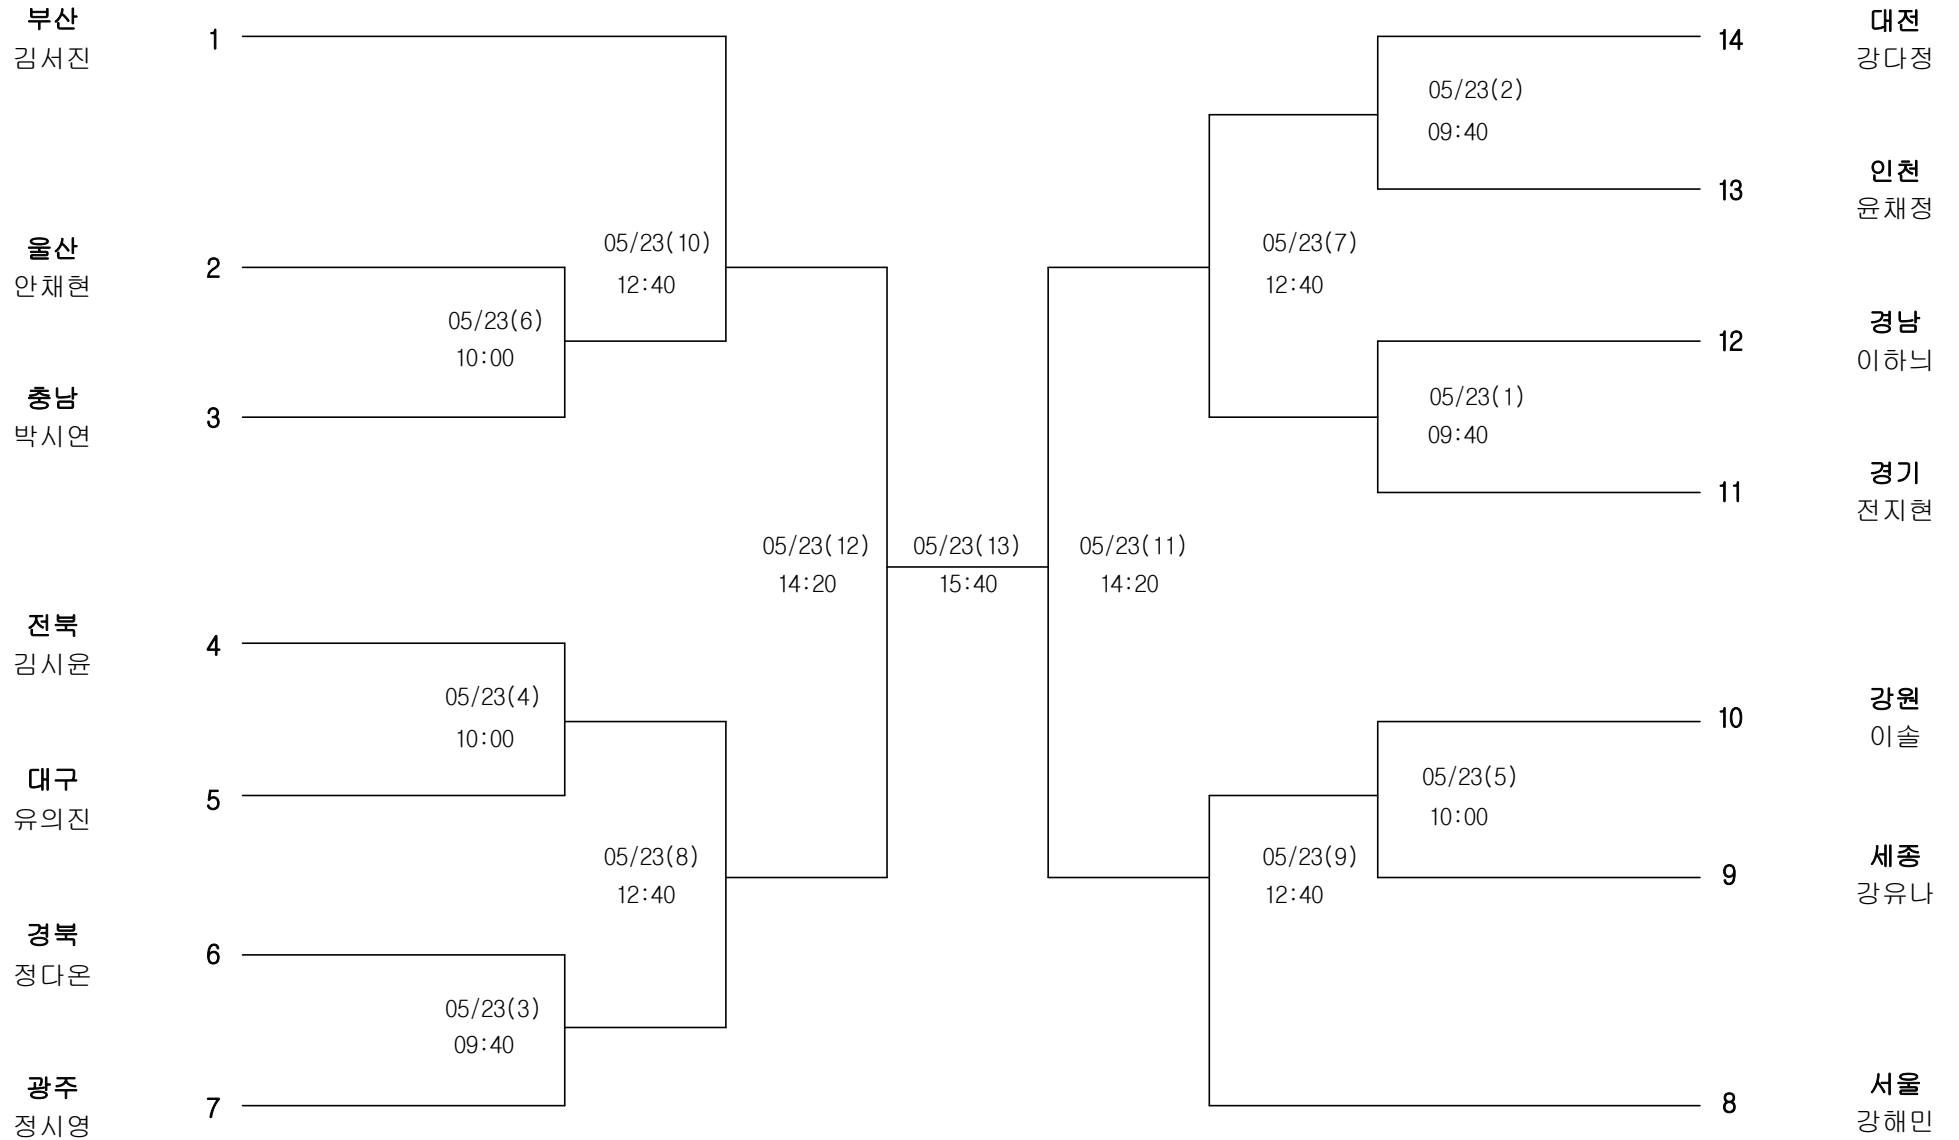 부산
김서진
1
울산
안채현
2
충남
박시연
3
전북
김시윤
4
대구
유의진
5
경북
정다온
6
광주
정시영
7
05/23(6)
10:00
05/23(4)
10:00
05/23(3)
09:40
05/23(10)
12:40
05/23(8)
12:40
05/23(12)
14:20
05/23(13)
15:40
05/23(11)
14:20
05/23(7)
12:40
05/23(9)
12:40
05/23(2)
09:40
05/23(1)
09:40
05/23(5)
10:00
14
대전
강다정
13
인천
윤채정
12
경남
이하늬
11
경기
전지현
10
강원
이솔
9
세종
강유나
8
서울
강해민